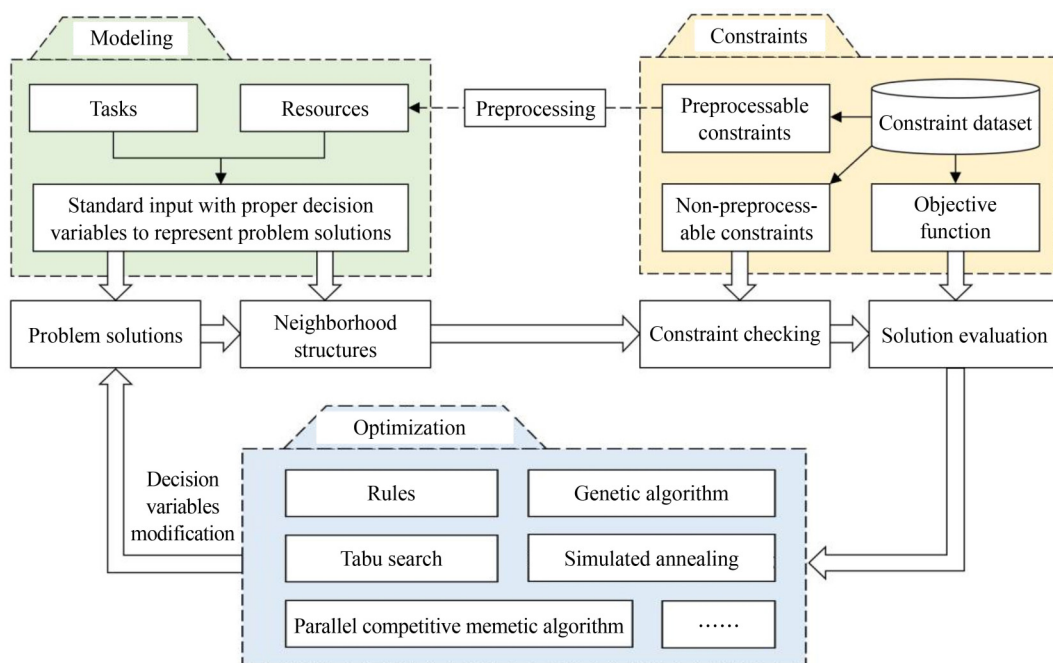 Modeling
Constraints
Tasks
Resources
Preprocessing
Preprocessable
constraints
Constraint dataset
Standard input with proper decision
variables to represent problem solutions
Non-preprocess-
able constraints
Objective
function
Problem solutions
Neighborhood
structures
Constraint checking
Solution evaluation
Optimization
Decision
variables
modification
Rules
Genetic algorithm
Tabu search
Simulated annealing
Parallel competitive memetic algorithm
······